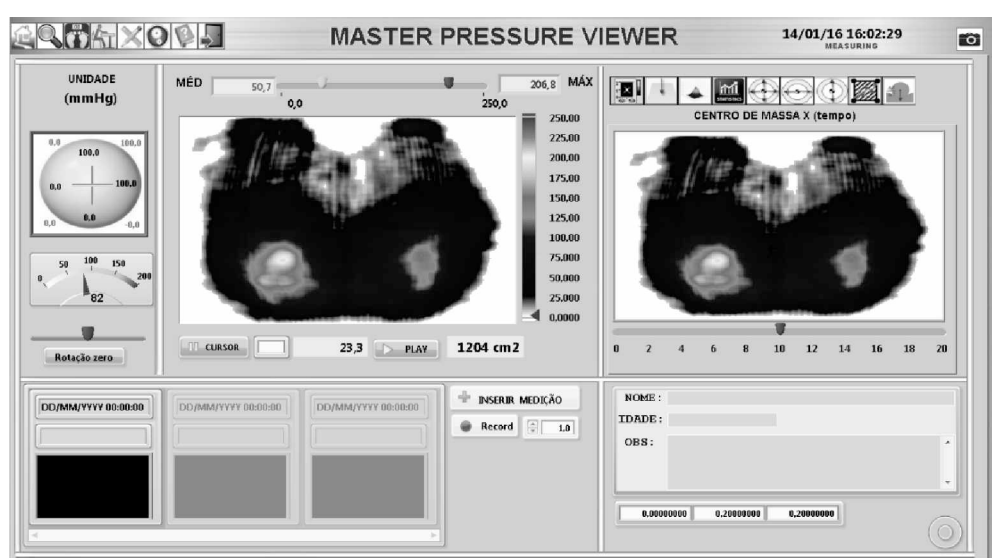 MASTER PRESSURE VIEWER
14/01/16 16:02:29
MEASURING
UNIDADE
(mmHg)
0,0 100,0 100,0
0,0 100,0
0,0 0,0 -0,0
0 50 100 150 200
82
Rotação zero
MÉD 50,7 206,8 MÁX
0,0 250,0
250,00
225,00
200,00
175,00
150,00
125,00
100,00
75,000
50,000
25,000
0,0000
CURSOR 23,3 PLAY 1204 cm2
STATISTICS
CENTRO DE MASSA X (tempo)
0 2 4 6 8 10 12 14 16 18 20
DD/MM/YYYY 00:00:00 DD/MM/YYYY 00:00:00 DD/MM/YYYY 00:00:00
INSERIR MEDIÇÃO
Record 1.0
NOME:
IDADE:
OBS:
0.00000000 0,20000000 0,20000000